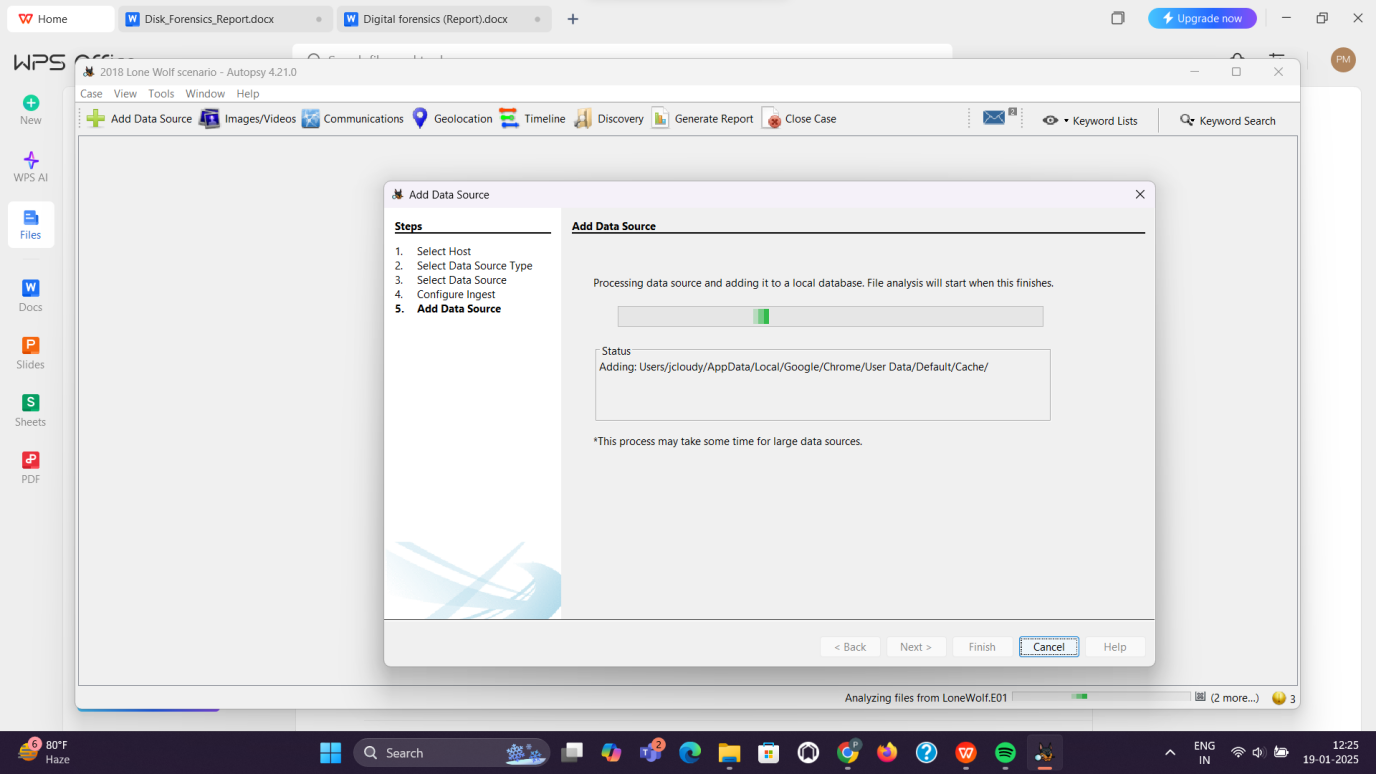 Home
Disk_Forensics_Report.docx
Digital forensics (Report).docx
Upgrade now
WPS Office
PM
2018 Lone Wolf scenario - Autopsy 4.21.0
Case View Tools Window Help
Add Data Source Images/Videos Communications Geolocation Timeline Discovery Generate Report Close Case 2 Keyword Lists Keyword Search
New
WPS AI
Files
Docs
Slides
Sheets
PDF
Add Data Source
Steps
1. Select Host
2. Select Data Source Type
3. Select Data Source
4. Configure Ingest
5. Add Data Source
Add Data Source
Processing data source and adding it to a local database. File analysis will start when this finishes.
Status
Adding: Users/jcloudy/AppData/Local/Google/Chrome/User Data/Default/Cache/
*This process may take some time for large data sources.
< Back Next > Finish Cancel Help
Analyzing files from LoneWolf.E01 (2 more...) 3
6
80°F
Haze
Search
2
ENG
IN
12:25
19-01-2025